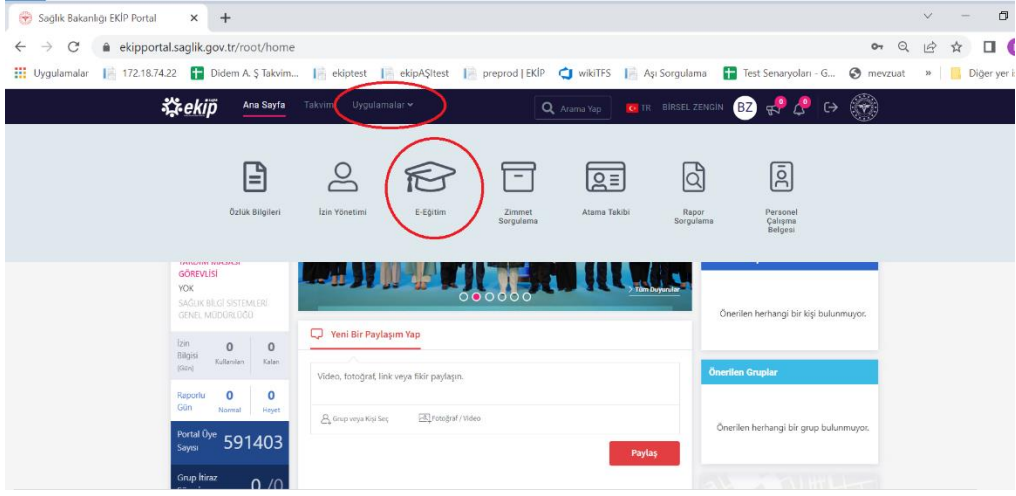 Sağlık Bakanlığı EKİP Portal
ekipportal.saglik.gov.tr/root/home
Uygulamalar 172.18.74.22 Didem A. Ş Takvim... ekiptest ekipAŞItest preprod | EKİP wikiTFS Aşı Sorgulama Test Senaryoları - G... mevzuat » Diğer yer i
ekip Ana Sayfa Takvim Uygulamalar Arama Yap TR BİRSEL ZENGİN BZ 0 0
Özlük Bilgileri
İzin Yönetimi
E-Eğitim
Zimmet
Sorgulama
Atama Takibi
Rapor
Sorgulama
Personel
Çalışma
Belgesi
GÖREVLİSİ
YOK
SAĞLIK BİLGİ SİSTEMLERİ
GENEL MÜDÜRLÜĞÜ
İzin
Bilgisi
(Gün)
0 0
Kullanılan Kalan
Raporlu
Gün
0 0
Normal Heyet
Portal Üye
Sayısı
591403
Grup İtiraz
0 /0
> Tüm Duyurular
Yeni Bir Paylaşım Yap
Video, fotoğraf, link veya fikir paylaşın.
Grup veya Kişi Seç Fotoğraf / Video
Paylaş
Önerilen herhangi bir kişi bulunmuyor.
Önerilen Gruplar
Önerilen herhangi bir grup bulunmuyor.